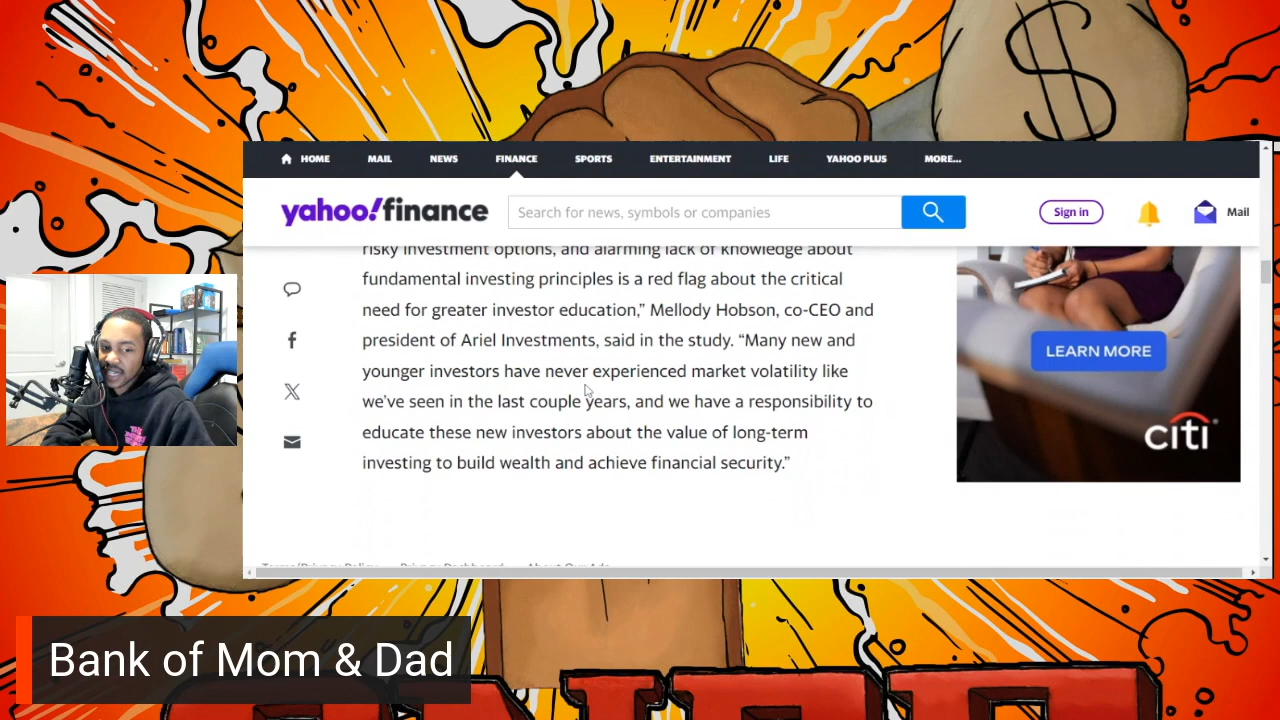 HOME MAIL NEWS FINANCE SPORTS ENTERTAINMENT LIFE YAHOO PLUS MORE...
yahoo!finance Search for news, symbols or companies Sign in Mail
risky investment options, and alarming lack of knowledge about
fundamental investing principles is a red flag about the critical
need for greater investor education,” Mellody Hobson, co-CEO and
president of Ariel Investments, said in the study. “Many new and
younger investors have never experienced market volatility like
we've seen in the last couple years, and we have a responsibility to
educate these new investors about the value of long-term
investing to build wealth and achieve financial security.”
LEARN MORE
citi
Terms/Privacy Policy Privacy Dashboard About Our Ads
Bank of Mom & Dad